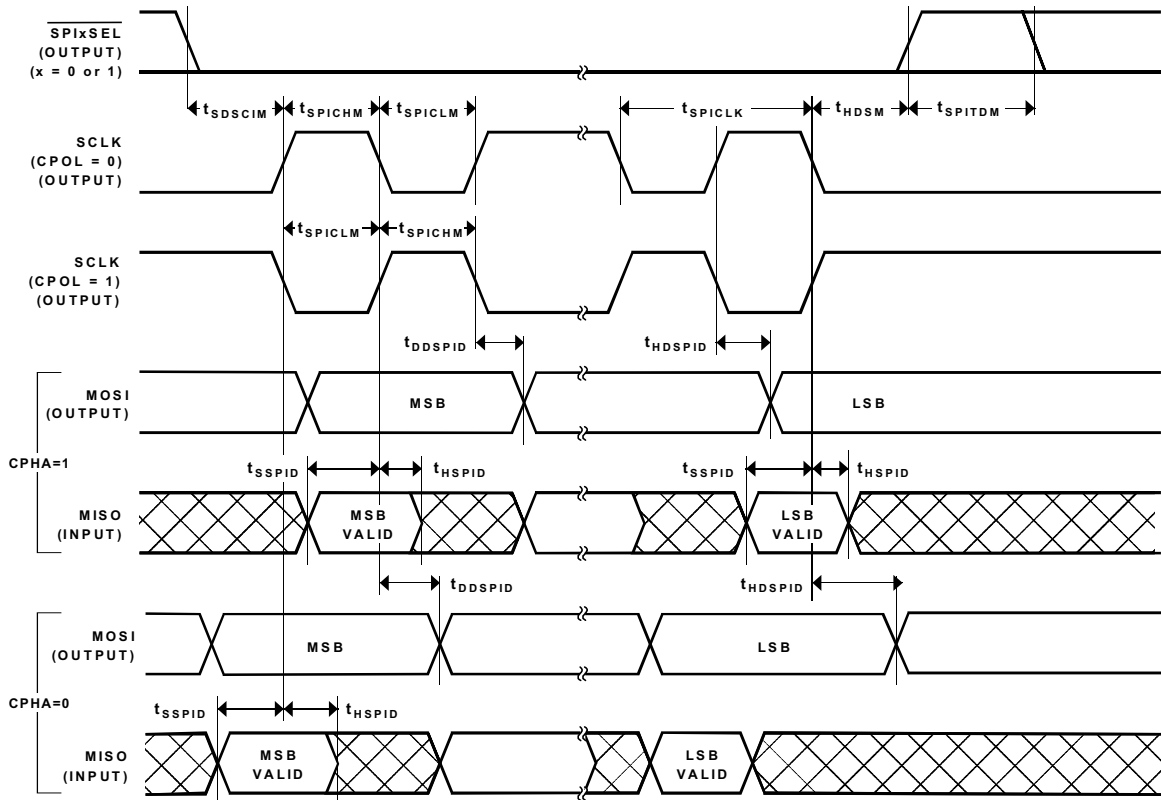 SPIxSEL
(OUTPUT)
(x = 0 or 1)
tSDSCIM
tSPICHM
tSPICLM
tSPICLK
tHDSM
tSPITDM
SCLK
(CPOL = 0)
(OUTPUT)
tSPICLM
tSPICHM
SCLK
(CPOL = 1)
(OUTPUT)
tDDSPID
tHDSPID
CPHA=1
MOSI
(OUTPUT)
MSB
LSB
tSSPID
tHSPID
tSSPID
tHSPID
MISO
(INPUT)
MSB
VALID
LSB
VALID
tDDSPID
tHDSPID
CPHA=0
MOSI
(OUTPUT)
MSB
LSB
tSSPID
tHSPID
MISO
(INPUT)
MSB
VALID
LSB
VALID